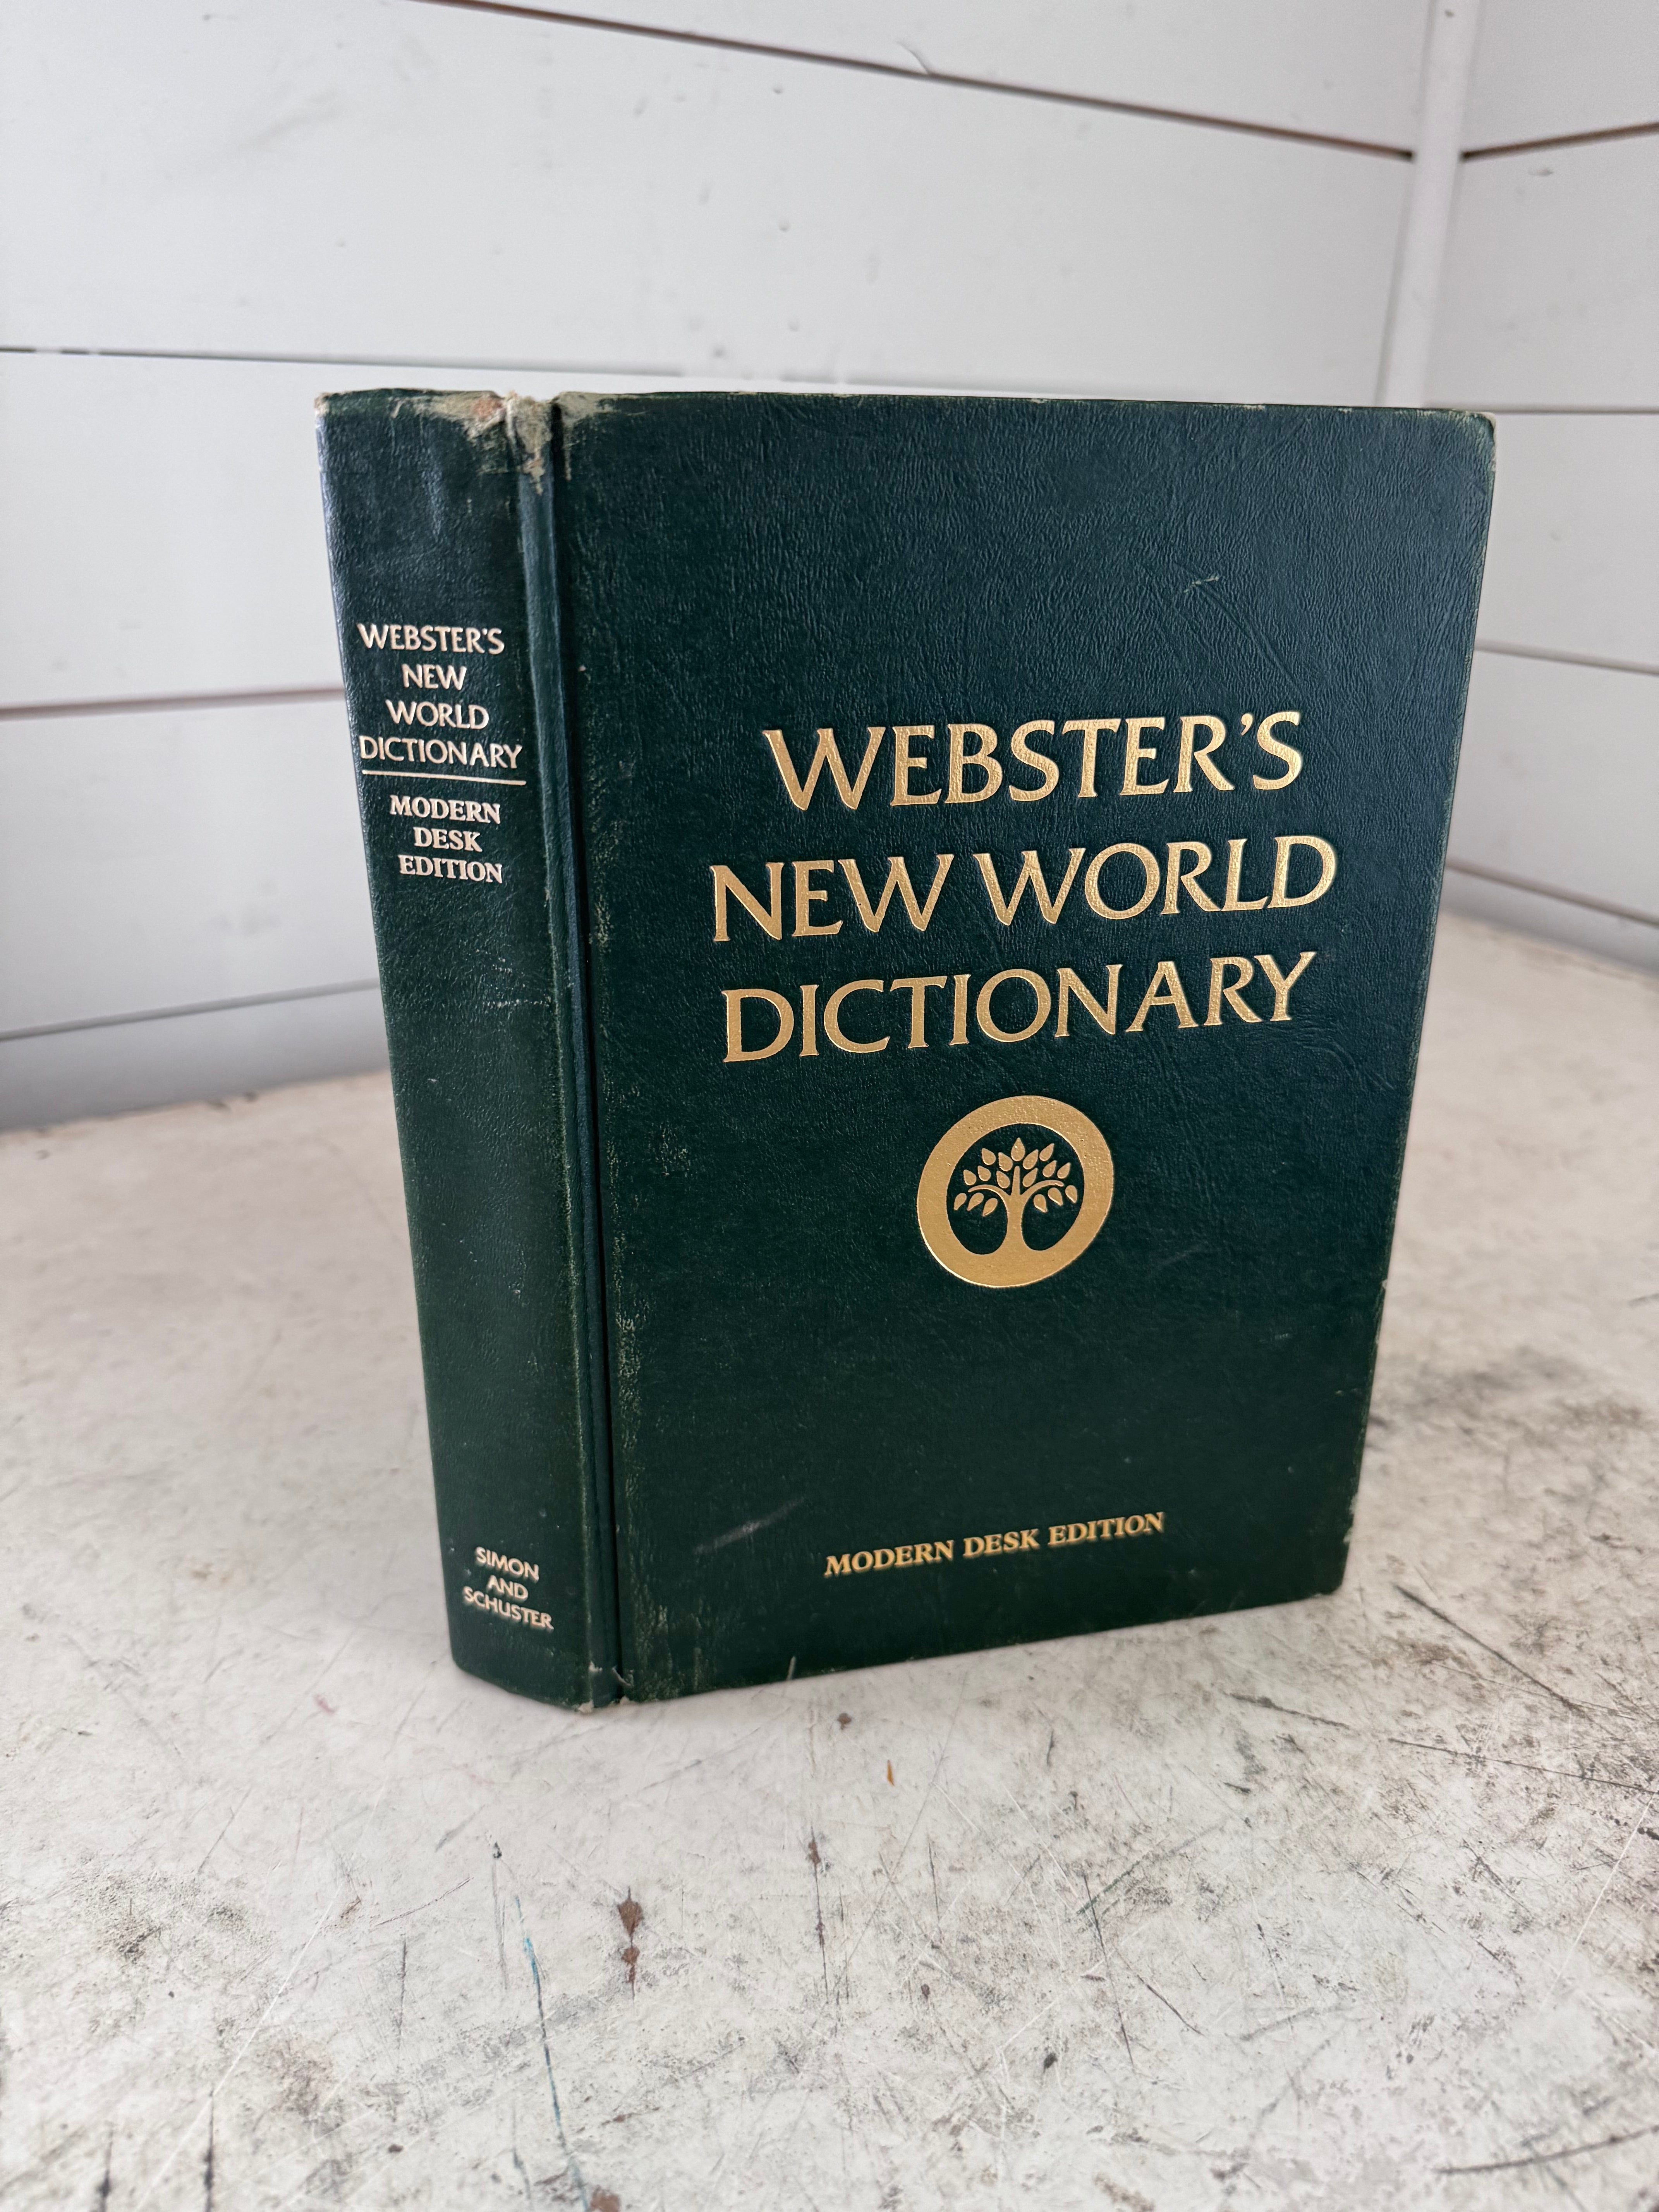 WEBSTER'S
NEW
WORLD
DICTIONARY
MODERN
DESK
EDITION
SIMON
AND
SCHUSTER
WEBSTER'S
NEW WORLD
DICTIONARY
MODERN DESK EDITION